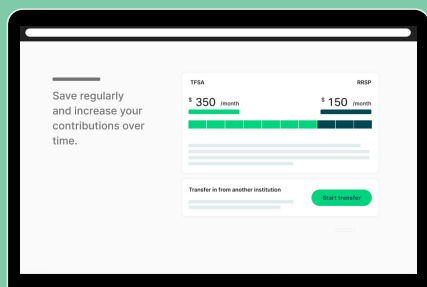 Save regularly
and increase your
contributions over
time.
TFSA RRSP
$ 350 /month $ 150 /month
Transfer in from another institution
Start transfer